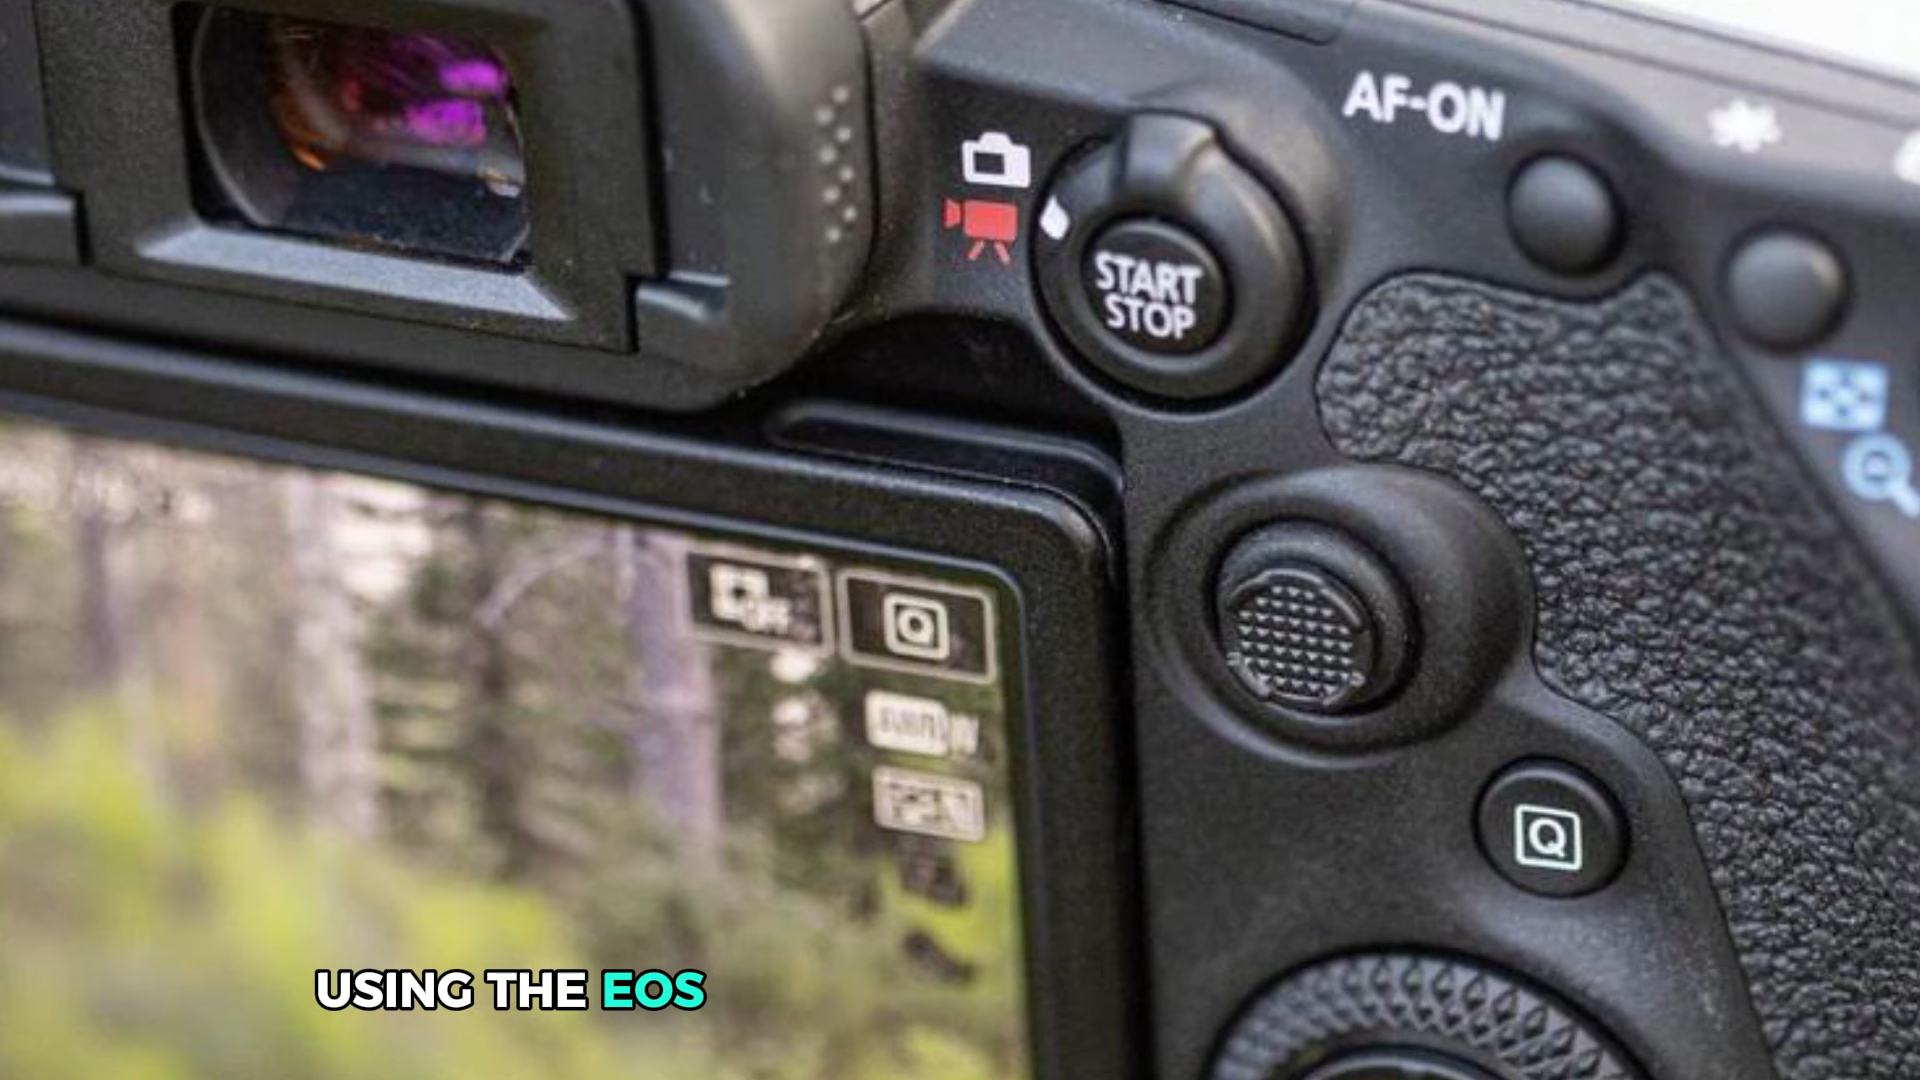 AF-ON
START
STOP
Q
Q
USING THE EOS